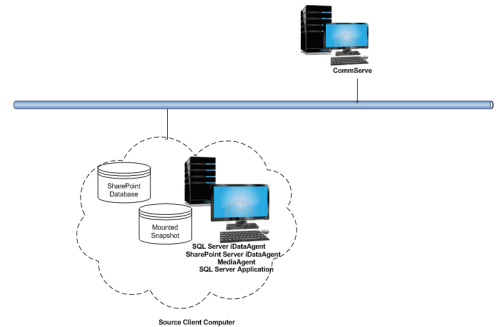 CommServe
SharePoint
Database
Mounted
Snapshot
SQL Server iDataAgent
SharePoint Server iDataAgent
MediaAgent
SQL Server Application
Source Client Computer